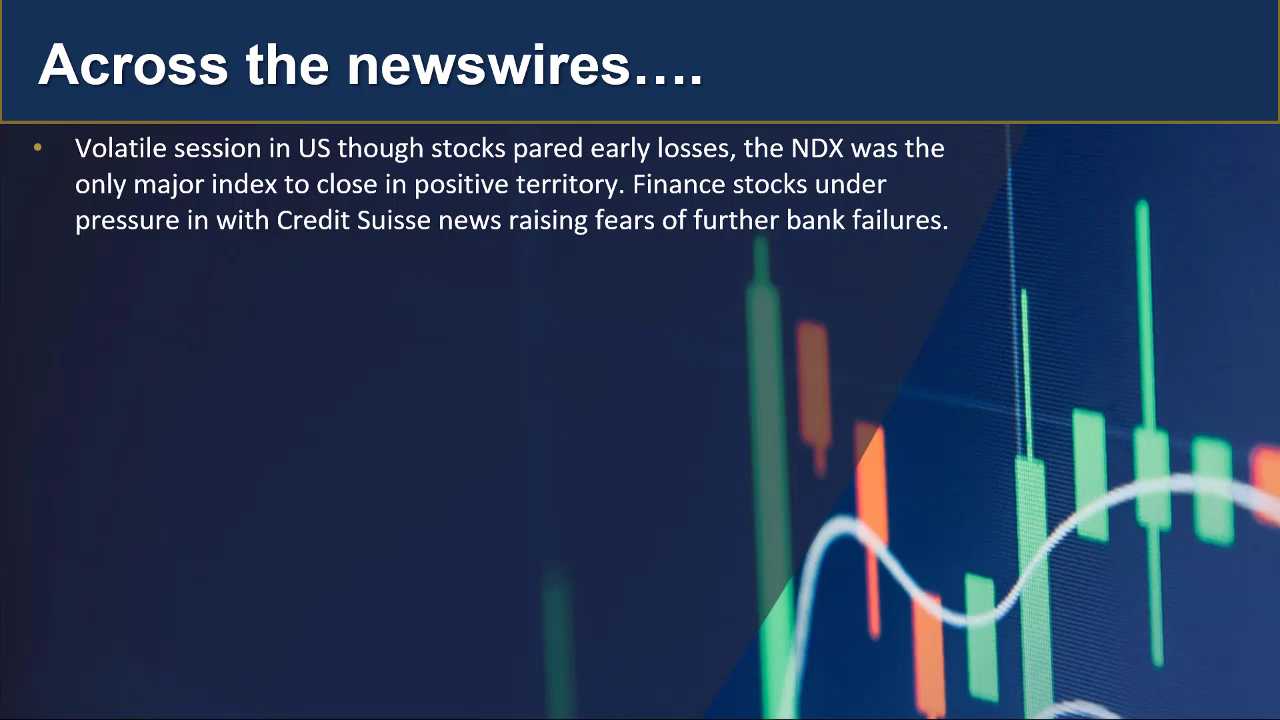 Across the newswires….
• Volatile session in US though stocks pared early losses, the NDX was the
only major index to close in positive territory. Finance stocks under
pressure in with Credit Suisse news raising fears of further bank failures.